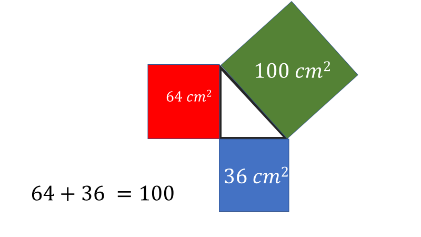 100 cm²
64 cm²
36 cm²
64 + 36 = 100